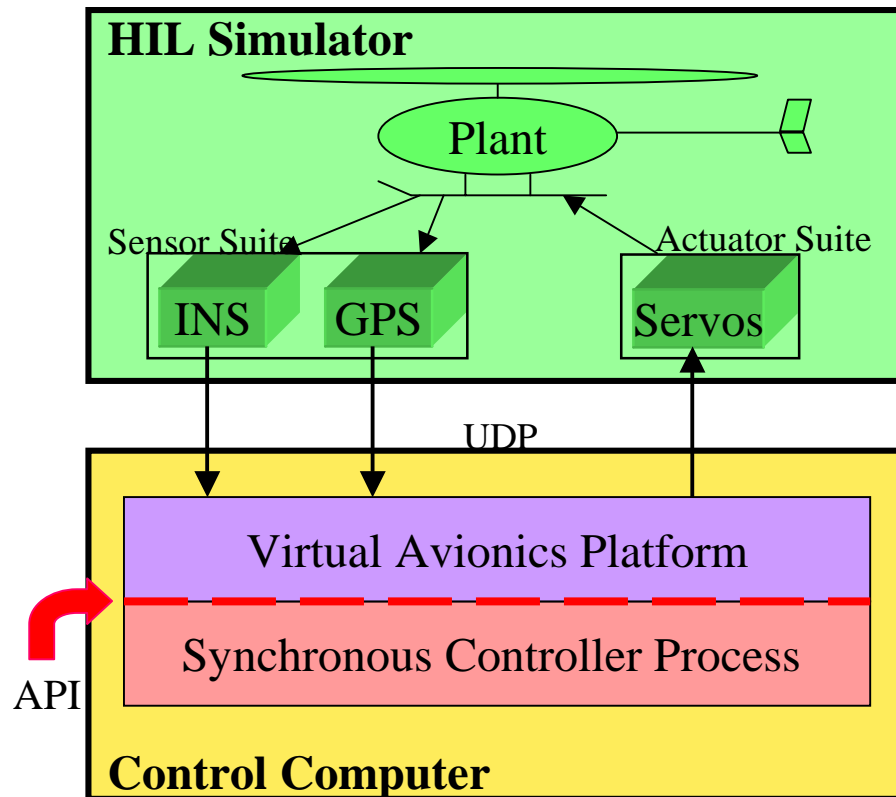 HIL Simulator
Plant
Sensor Suite
Actuator Suite
INS
GPS
Servos
UDP
Virtual Avionics Platform
Synchronous Controller Process
API
Control Computer